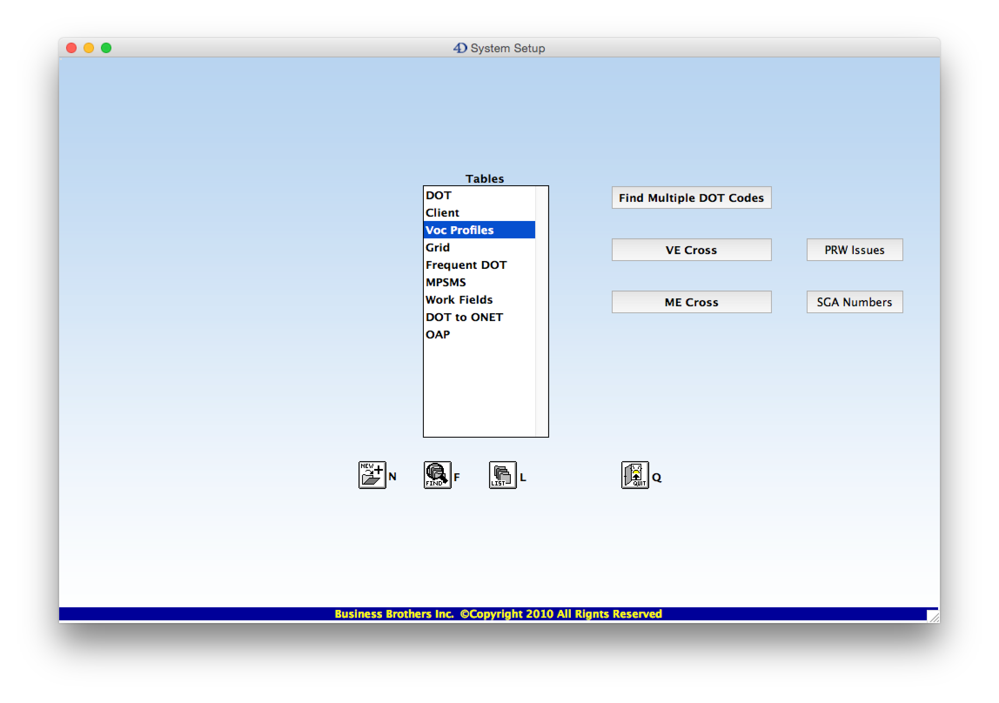 4D System Setup
Tables
DOT
Client
Voc Profiles
Grid
Frequent DOT
MPSMS
Work Fields
DOT to ONET
OAP
Find Multiple DOT Codes
VE Cross
PRW Issues
ME Cross
SGA Numbers
NEW N
FIND F
LIST L
QUIT Q
Business Brothers Inc. ©Copyright 2010 All Rignts Reserved